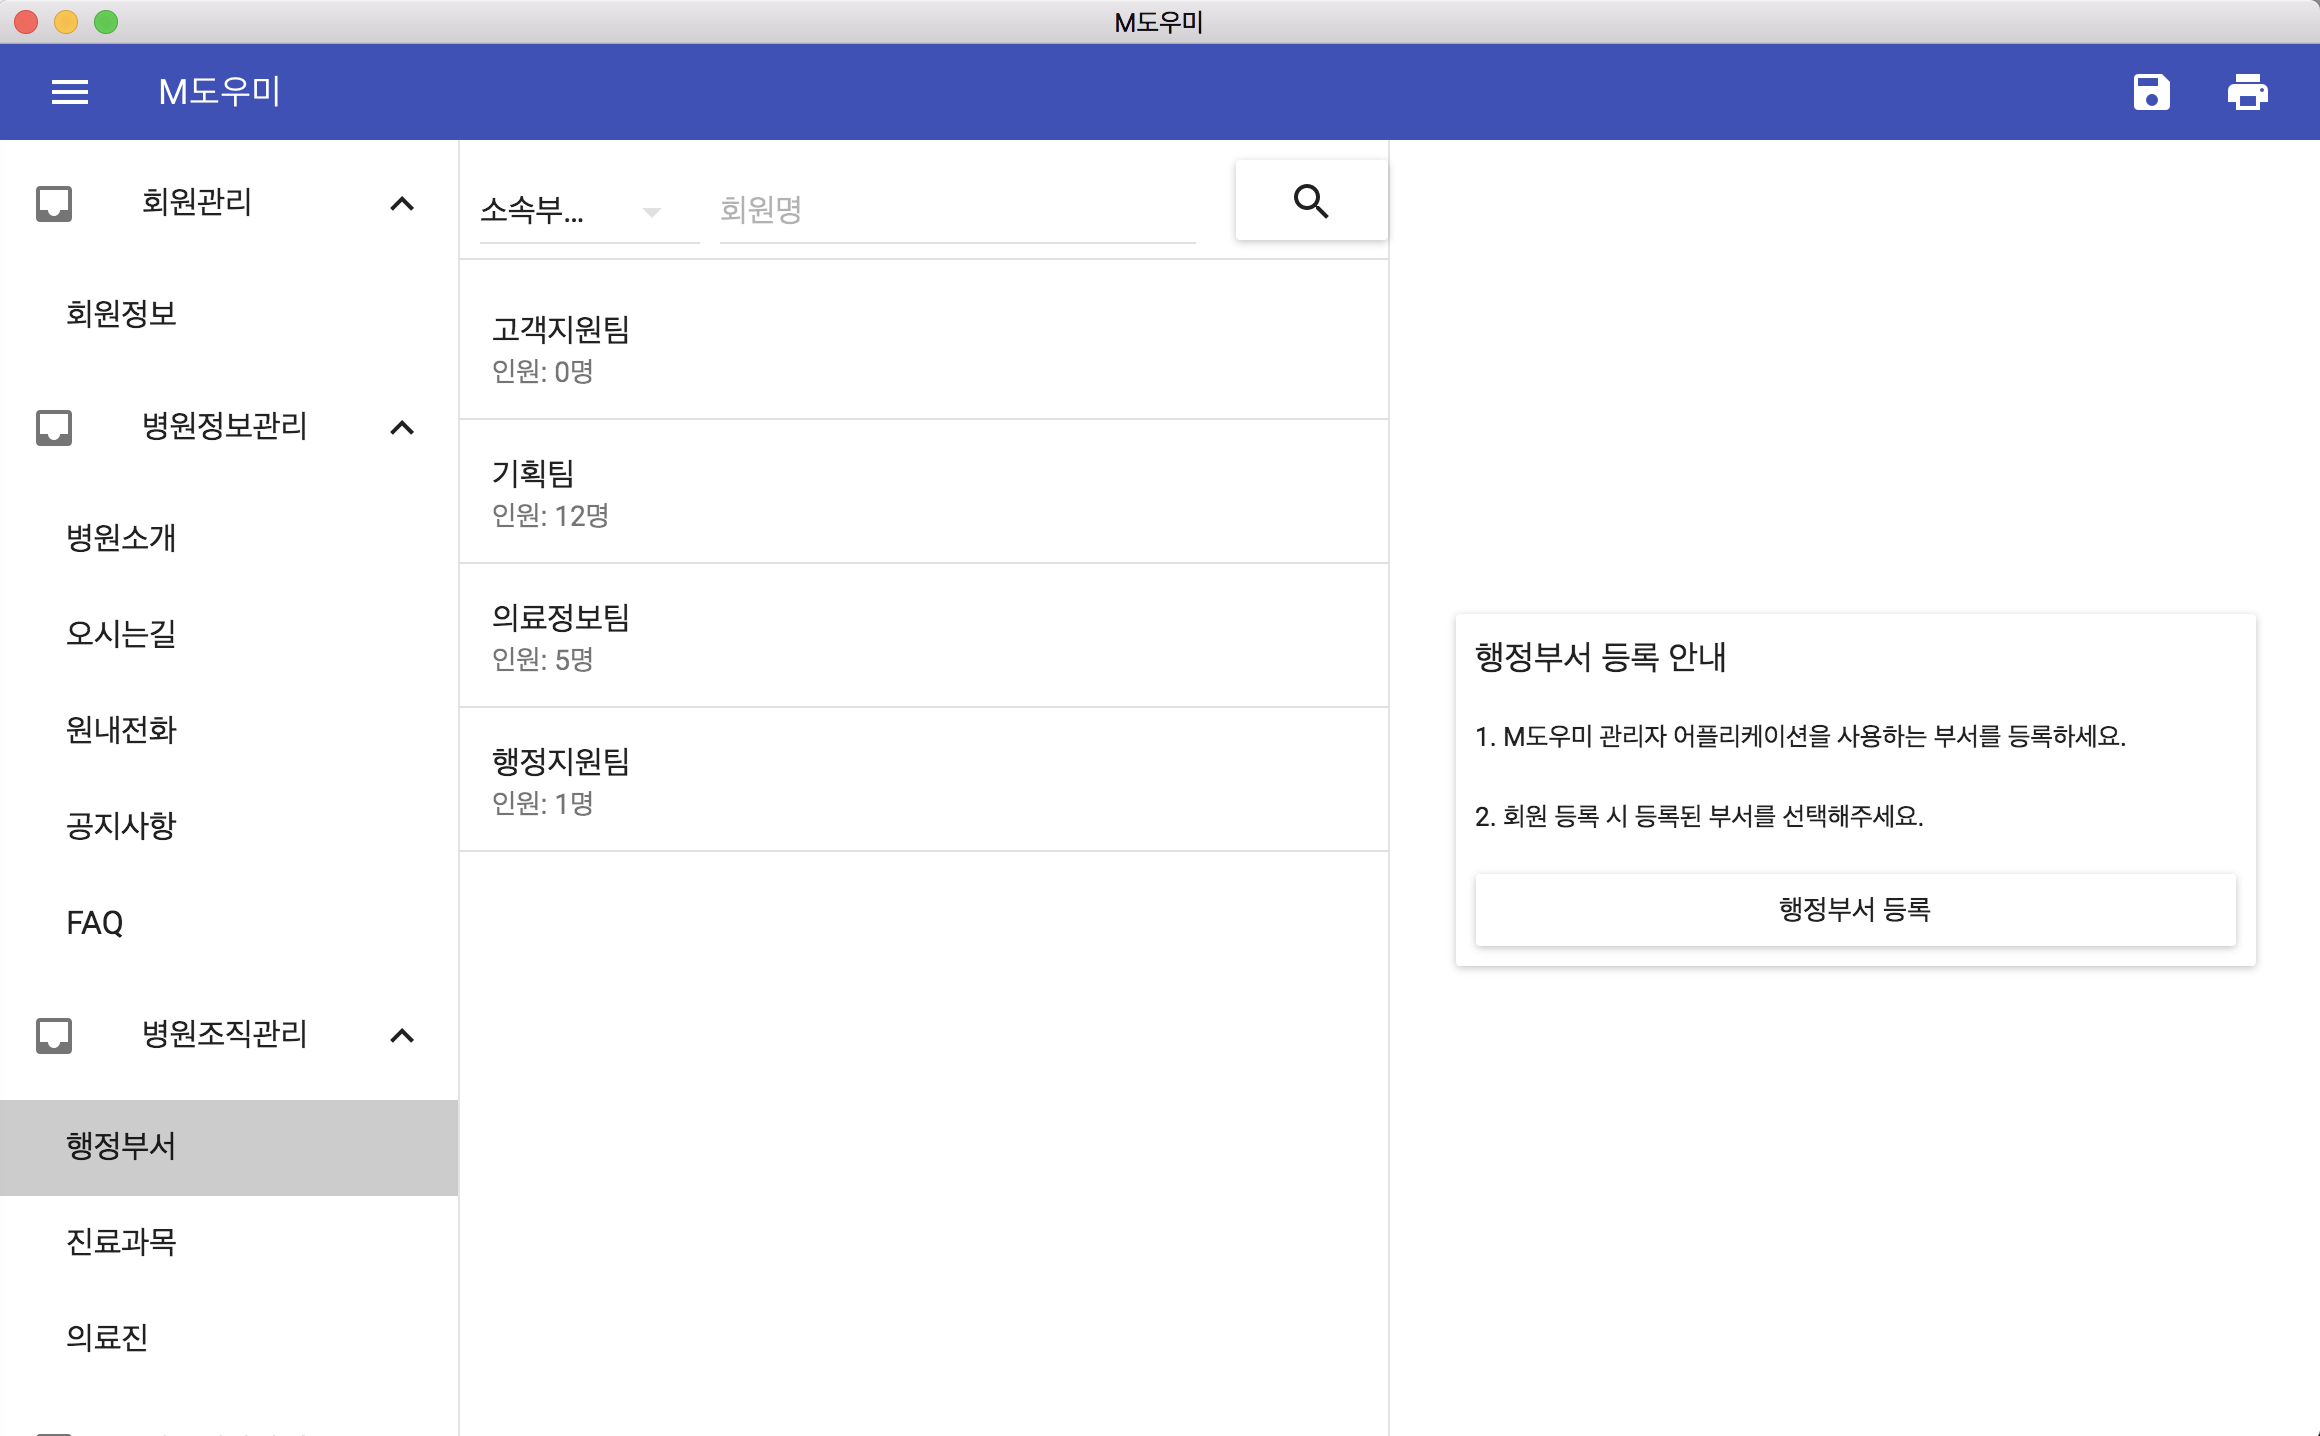 M도우미
M도우미
회원관리
회원정보
병원정보관리
병원소개
오시는길
원내전화
공지사항
FAQ
병원조직관리
행정부서
진료과목
의료진
소속부...
회원명
고객지원팀
인원: 0명
기획팀
인원: 12명
의료정보팀
인원: 5명
행정지원팀
인원: 1명
행정부서 등록 안내
1. M도우미 관리자 어플리케이션을 사용하는 부서를 등록하세요.
2. 회원 등록 시 등록된 부서를 선택해주세요.
행정부서 등록